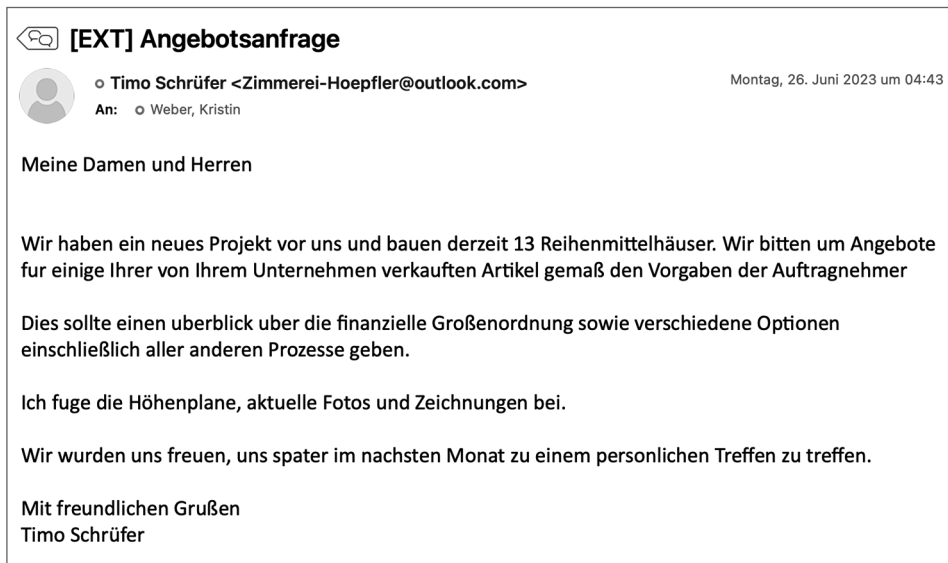 [EXT] Angebotsanfrage
Timo Schrüfer <Zimmerei-Hoepfler@outlook.com>
Montag, 26. Juni 2023 um 04:43
An: Weber, Kristin
Meine Damen und Herren
Wir haben ein neues Projekt vor uns und bauen derzeit 13 Reihenmittelhäuser. Wir bitten um Angebote
fur einige Ihrer von Ihrem Unternehmen verkauften Artikel gemaß den Vorgaben der Auftragnehmer
Dies sollte einen uberblick uber die finanzielle Großenordnung sowie verschiedene Optionen
einschließlich aller anderen Prozesse geben.
Ich fuge die Höhenplane, aktuelle Fotos und Zeichnungen bei.
Wir wurden uns freuen, uns spater im nachsten Monat zu einem personlichen Treffen zu treffen.
Mit freundlichen Grußen
Timo Schrüfer